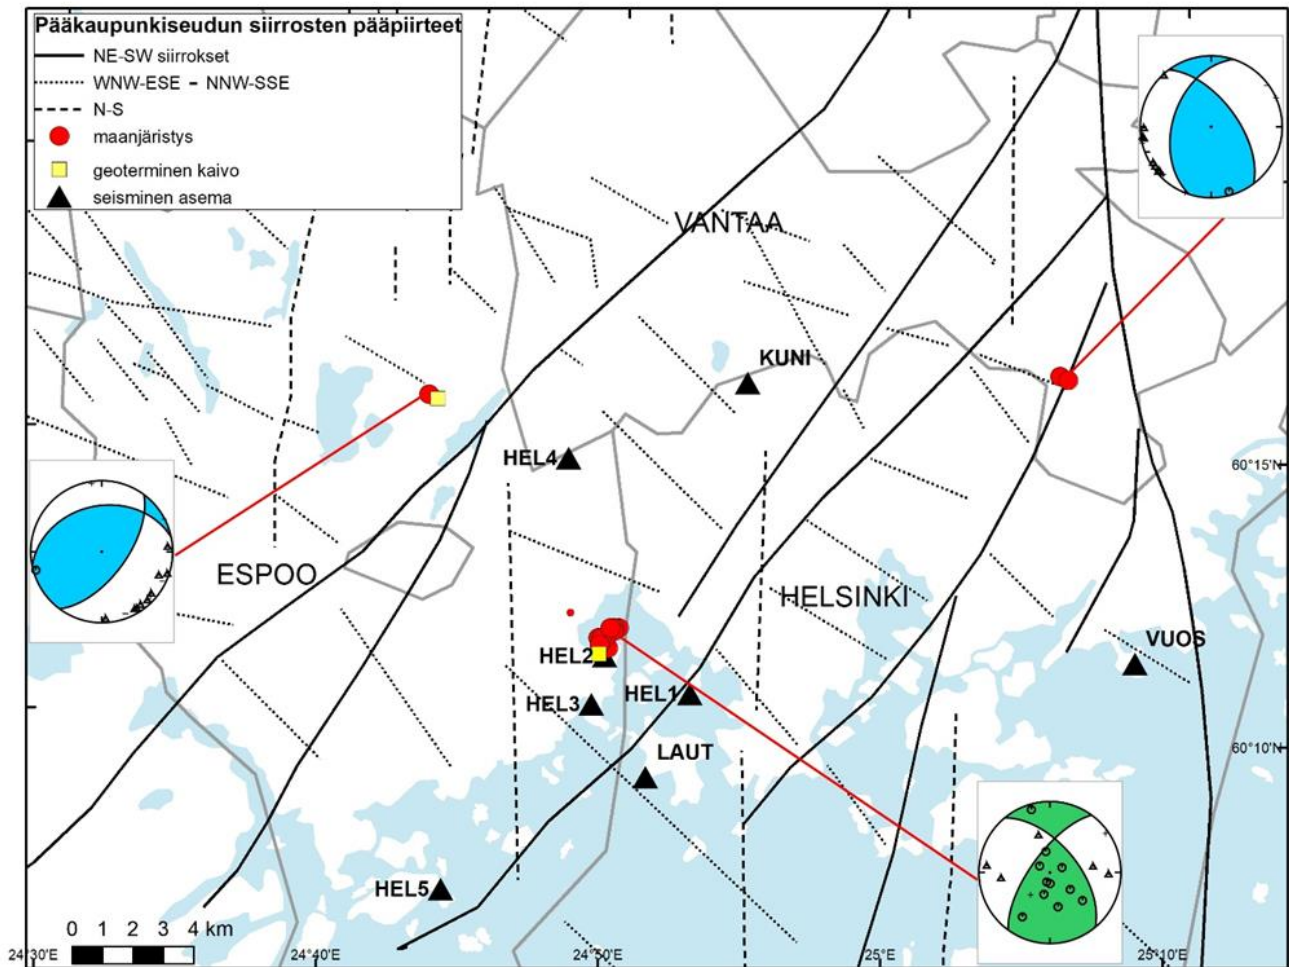 Pääkaupunkiseudun siirrosten pääpiirteet
NE-SW siirrokset
WNW-ESE - NNW-SSE
N-S
maanjäristys
geoterminen kaivo
seisminen asema
VANTAA
KUNI
HEL4
60°15'N
ESPOO
HELSINKI
HEL2
VUOS
HEL1
HEL3
LAUT
60°10'N
HEL5
0 1 2 3 4 km
24°30'E 24°40'E 24°50'E 25°E 25°10'E